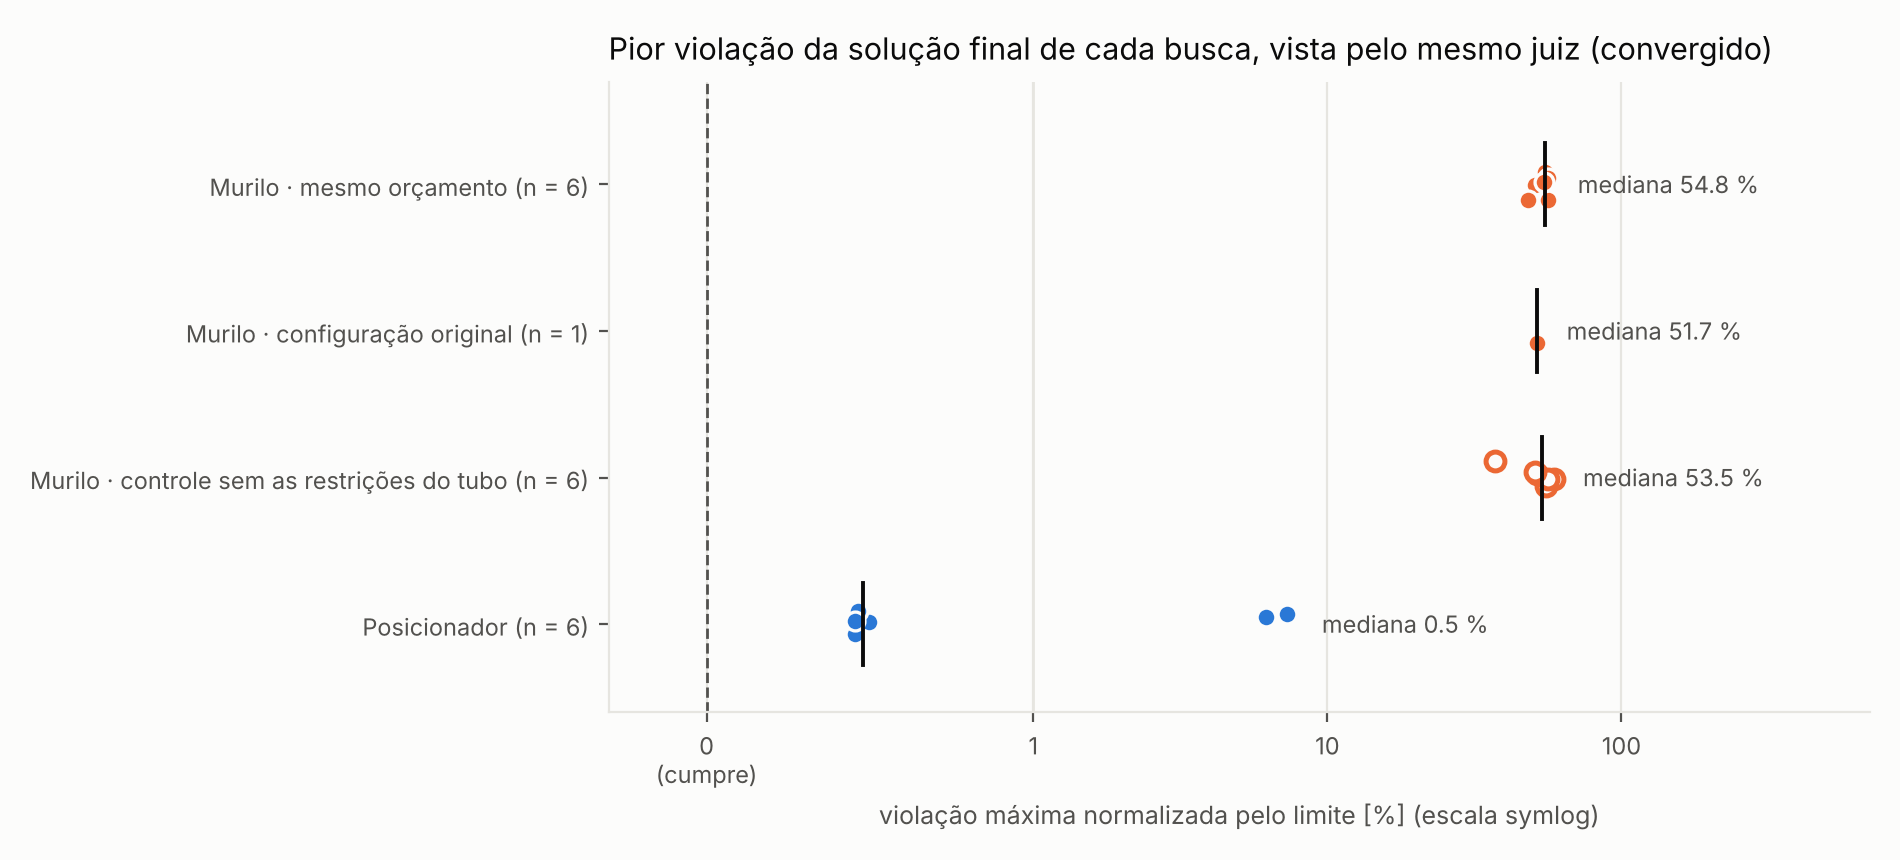 Pior violação da solução final de cada busca, vista pelo mesmo juiz (convergido)
Murilo · mesmo orçamento (n = 6)
mediana 54.8 %
Murilo · configuração original (n = 1)
mediana 51.7 %
Murilo · controle sem as restrições do tubo (n = 6)
mediana 53.5 %
Posicionador (n = 6)
mediana 0.5 %
0
(cumpre)
1
10
100
violação máxima normalizada pelo limite [%] (escala symlog)